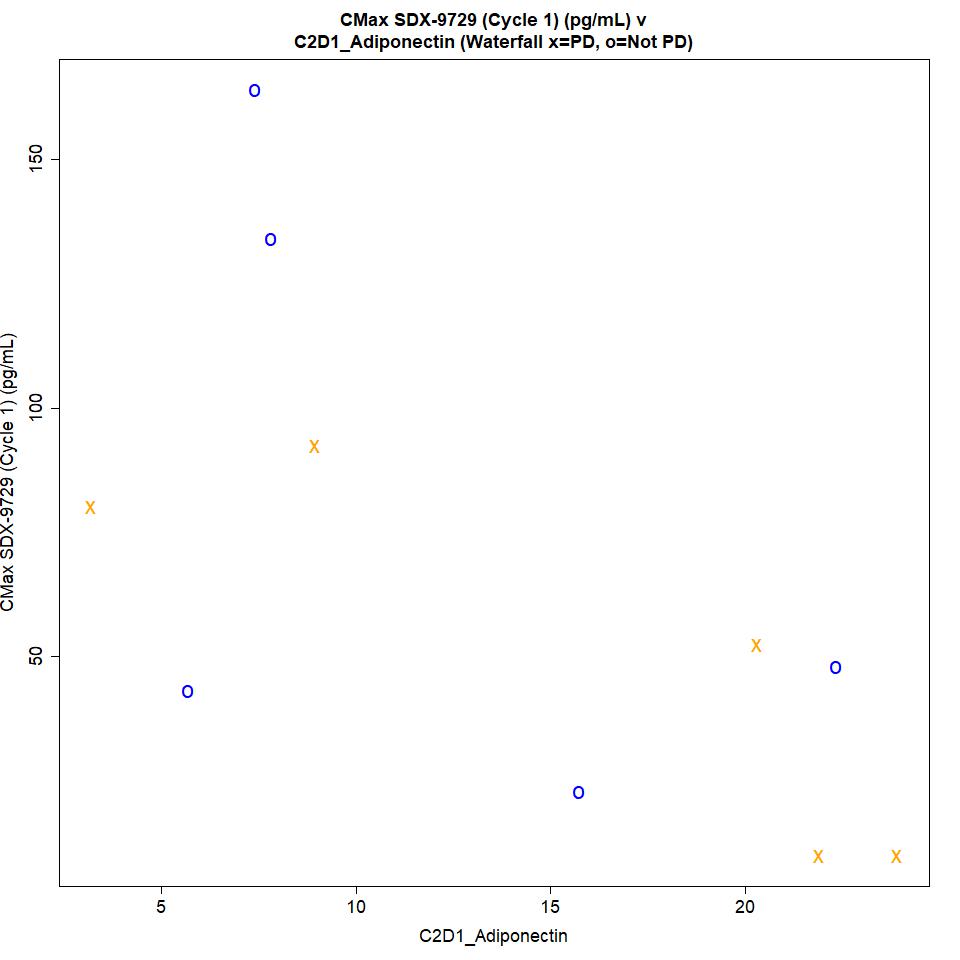 CMax SDX-9729 (Cycle 1) (pg/mL) v
C2D1_Adiponectin (Waterfall x=PD, o=Not PD)
CMax SDX-9729 (Cycle 1) (pg/mL)
150
100
50
O
O
X
X
O
X
O
O
X
X
5
10
15
20
C2D1_Adiponectin